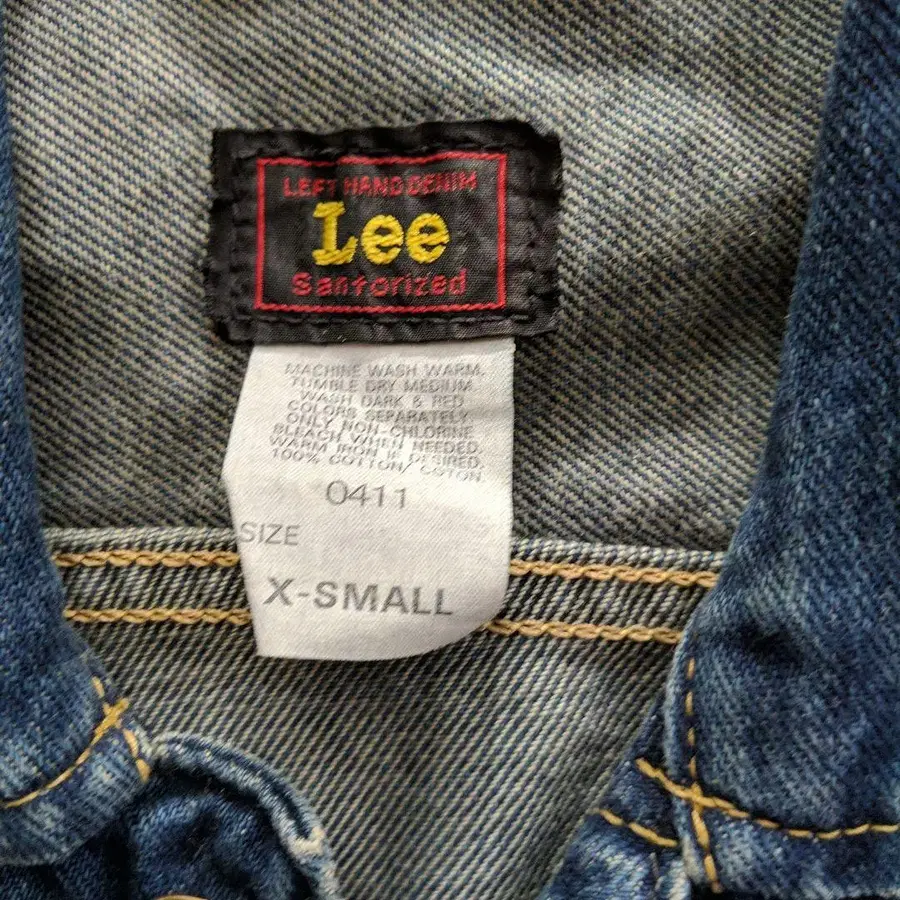 LEFT HAND DENIM
Lee
Sanforized
MACHINE WASH WARM.
TUMBLE DRY MEDIUM
WASH DARK & RED
COLORS SEPARATELY
ONLY NON-CHLORINE
BLEACH WHEN NEEDED.
WARM IRON IF DESIRED.
100% COTTON/COTON
0411
SIZE
X-SMALL